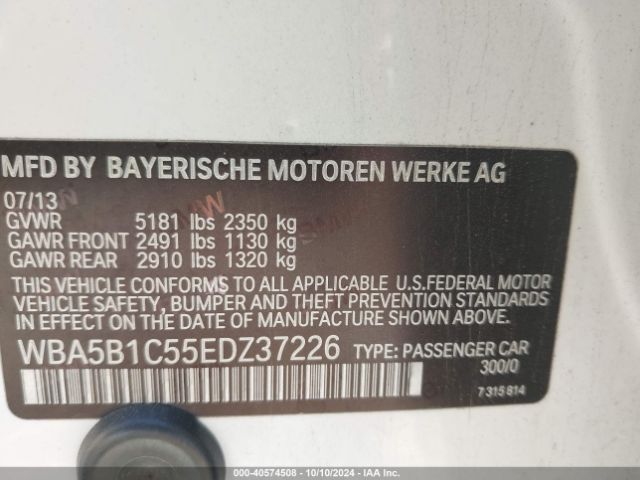 MFD BY BAYERISCHE MOTOREN WERKE AG
07/13
GVWR 5181 lbs 2350 kg
GAWR FRONT 2491 lbs 1130 kg
GAWR REAR 2910 lbs 1320 kg
THIS VEHICLE CONFORMS TO ALL APPLICABLE U.S.FEDERAL MOTOR
VEHICLE SAFETY, BUMPER AND THEFT PREVENTION STANDARDS
IN EFFECT ON THE DATE OF MANUFACTURE SHOWN ABOVE.
WBA5B1C55EDZ37226 TYPE: PASSENGER CAR
300/0
7 315 814
000-40574508 - 10/10/2024 - IAA Inc.